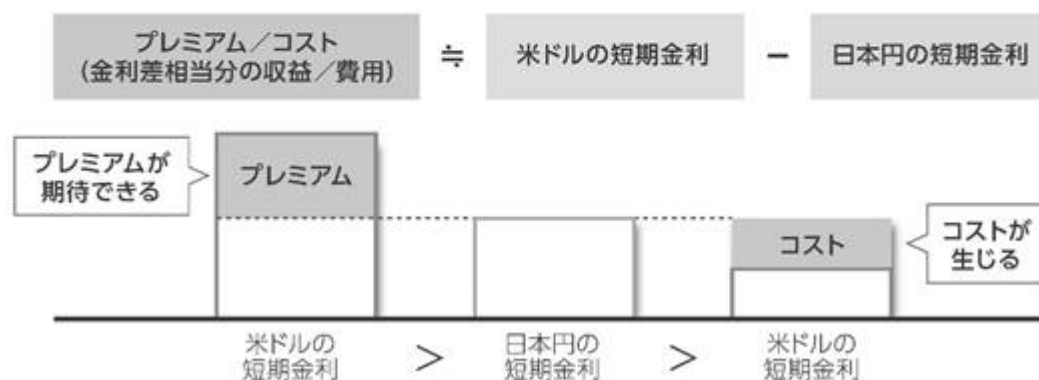 プレミアム／コスト
（金利差相当分の収益／費用）
≒
米ドルの短期金利
−
日本円の短期金利
プレミアムが
期待できる
プレミアム
コスト
コストが
生じる
米ドルの
短期金利
＞
日本円の
短期金利
＞
米ドルの
短期金利